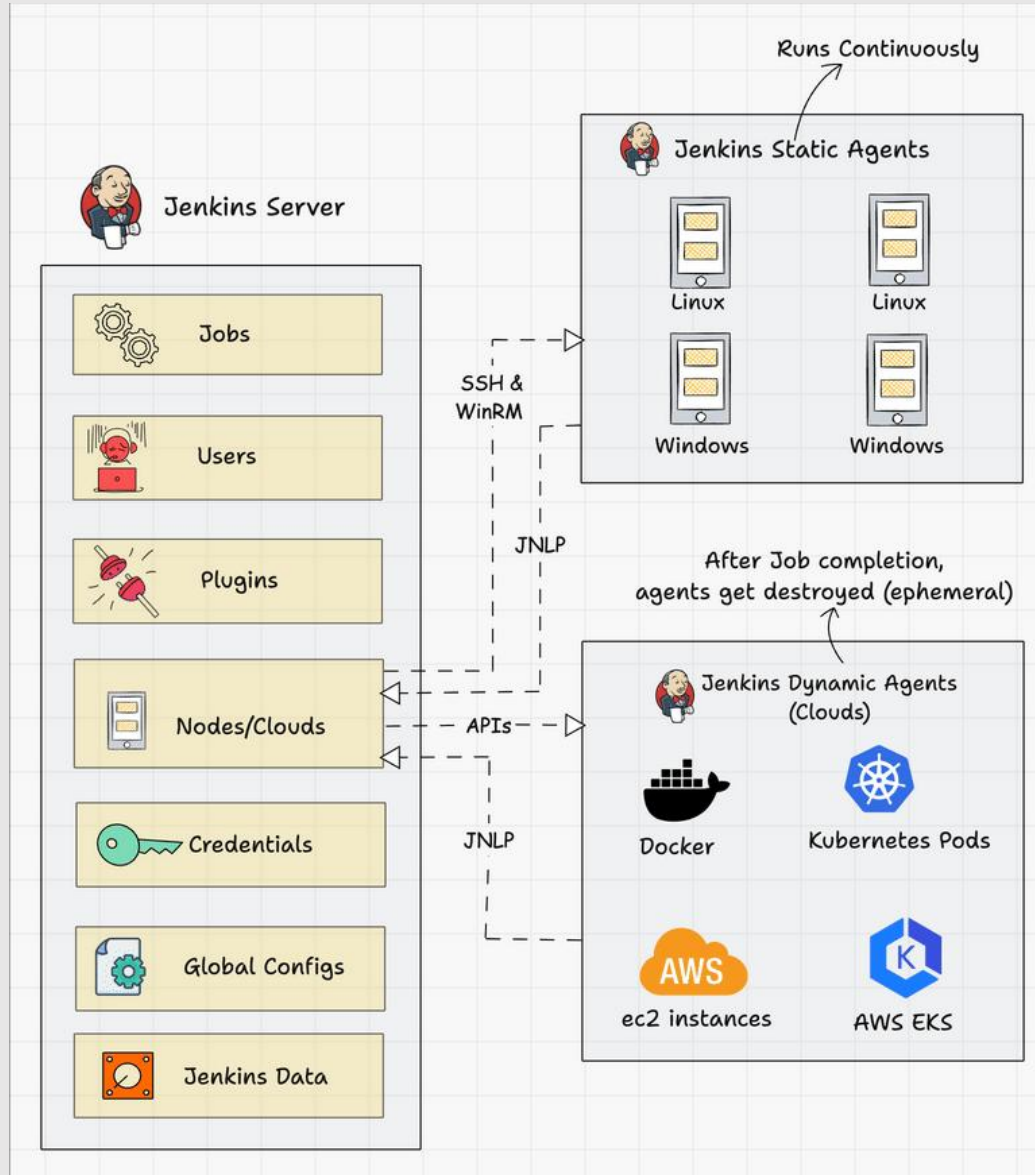 Runs Continuously
Jenkins Static Agents
Linux
Linux
Windows
Windows
Jenkins Server
Jobs
Users
Plugins
Nodes/Clouds
Credentials
Global Configs
Jenkins Data
SSH &
WinRM
JNLP
APIs
JNLP
After Job completion,
agents get destroyed (ephemeral)
Jenkins Dynamic Agents
(Clouds)
Docker
Kubernetes Pods
AWS
ec2 instances
K
AWS EKS